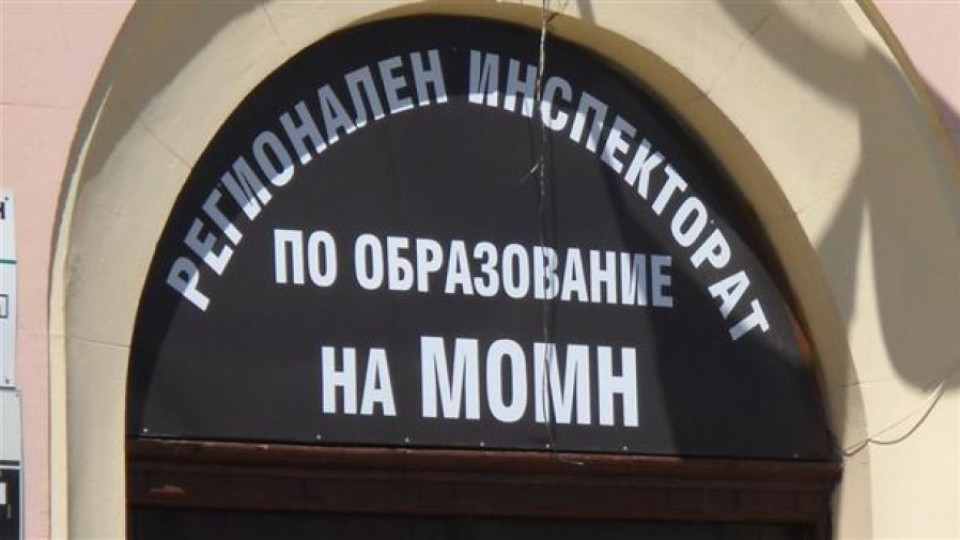 РЕГИОНАЛЕН ИНСПЕКТОРАТ
ПО ОБРАЗОВАНИЕ
НА МОМН